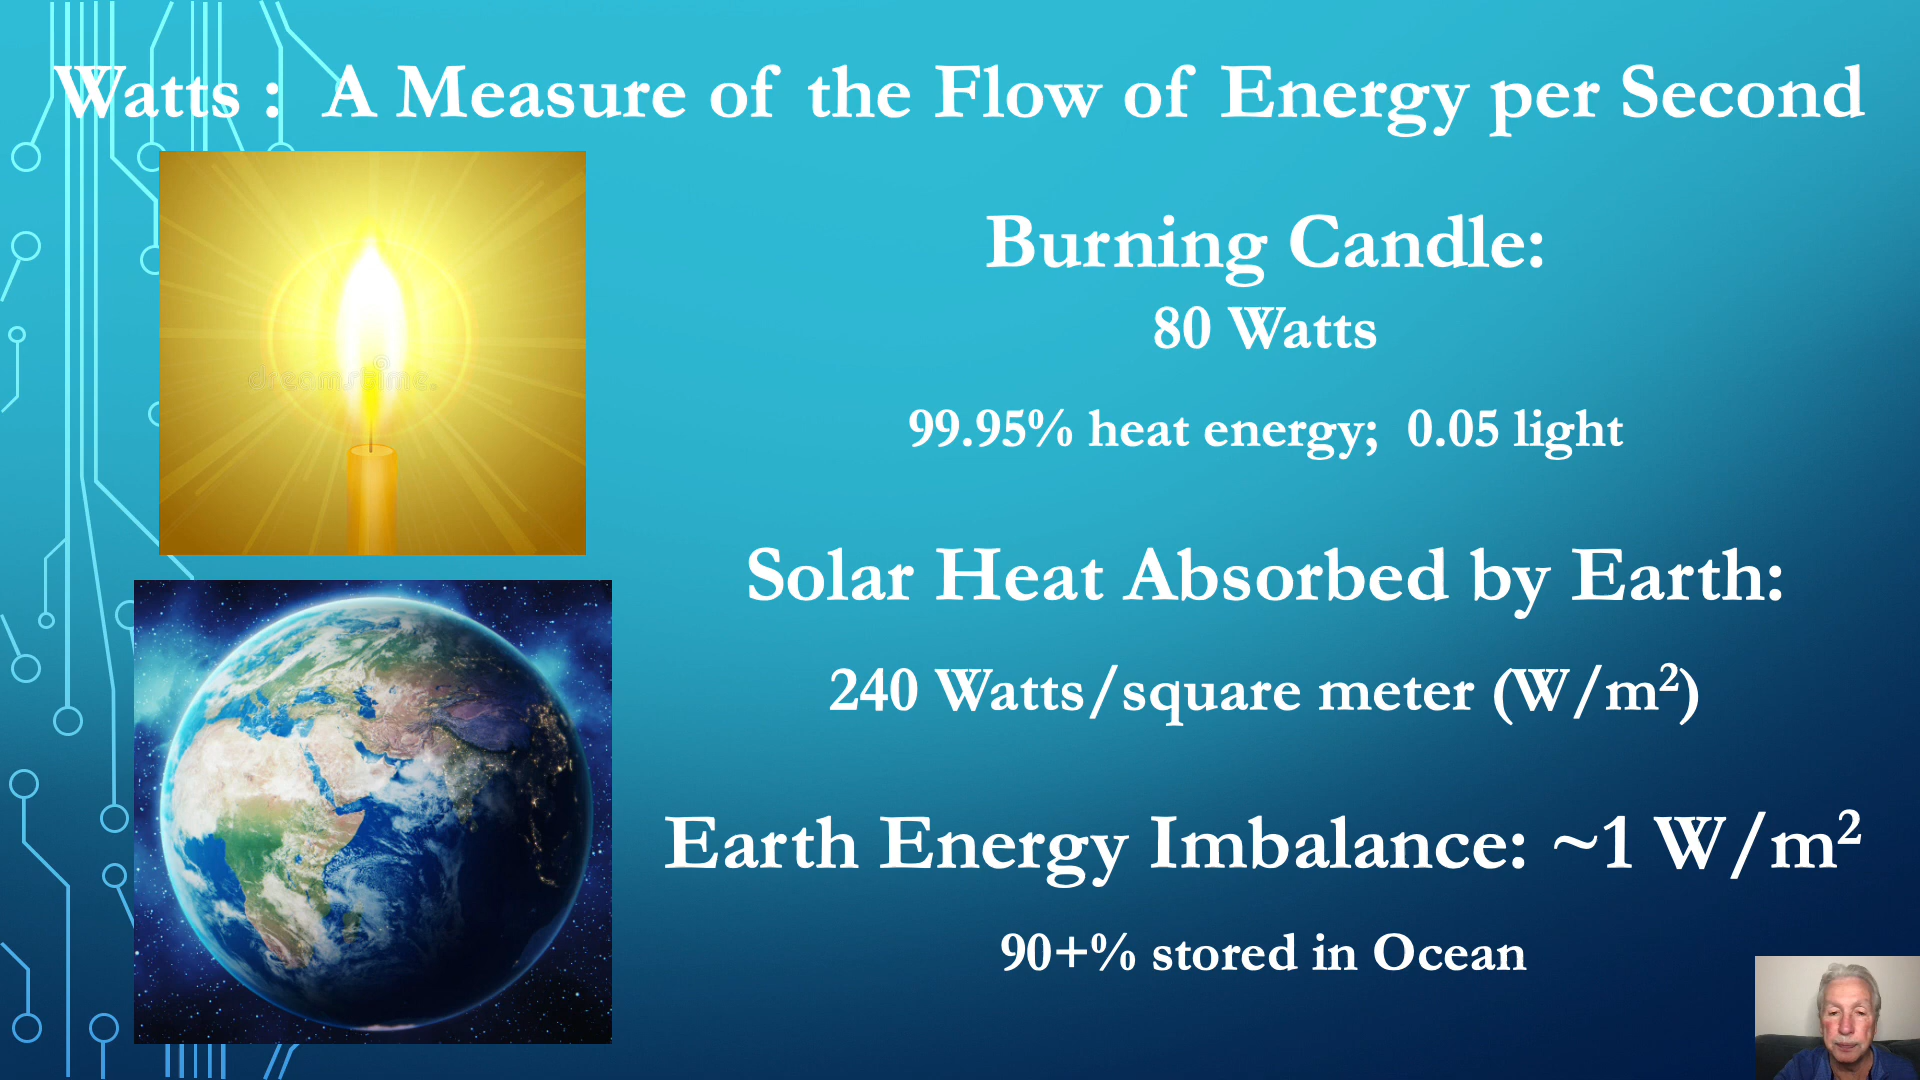 Watts : A Measure of the Flow of Energy per Second
Burning Candle:
80 Watts
dreamstime.
99.95% heat energy; 0.05 light
Solar Heat Absorbed by Earth:
240 Watts/square meter (W/m²)
Earth Energy Imbalance: ~1 W/m²
90+% stored in Ocean